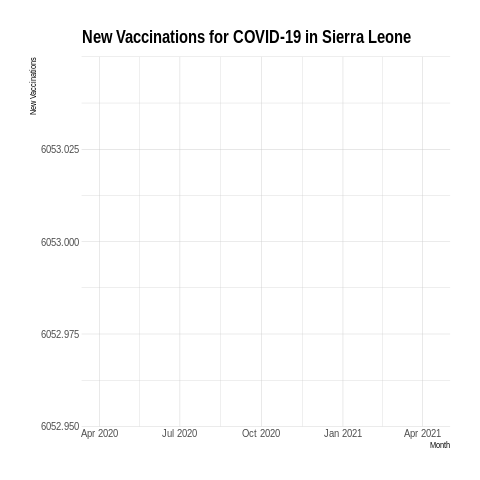 New Vaccinations for COVID-19 in Sierra Leone
New Vaccinations
6053.025
6053.000
6052.975
6052.950
Apr 2020 Jul 2020 Oct 2020 Jan 2021 Apr 2021
Month